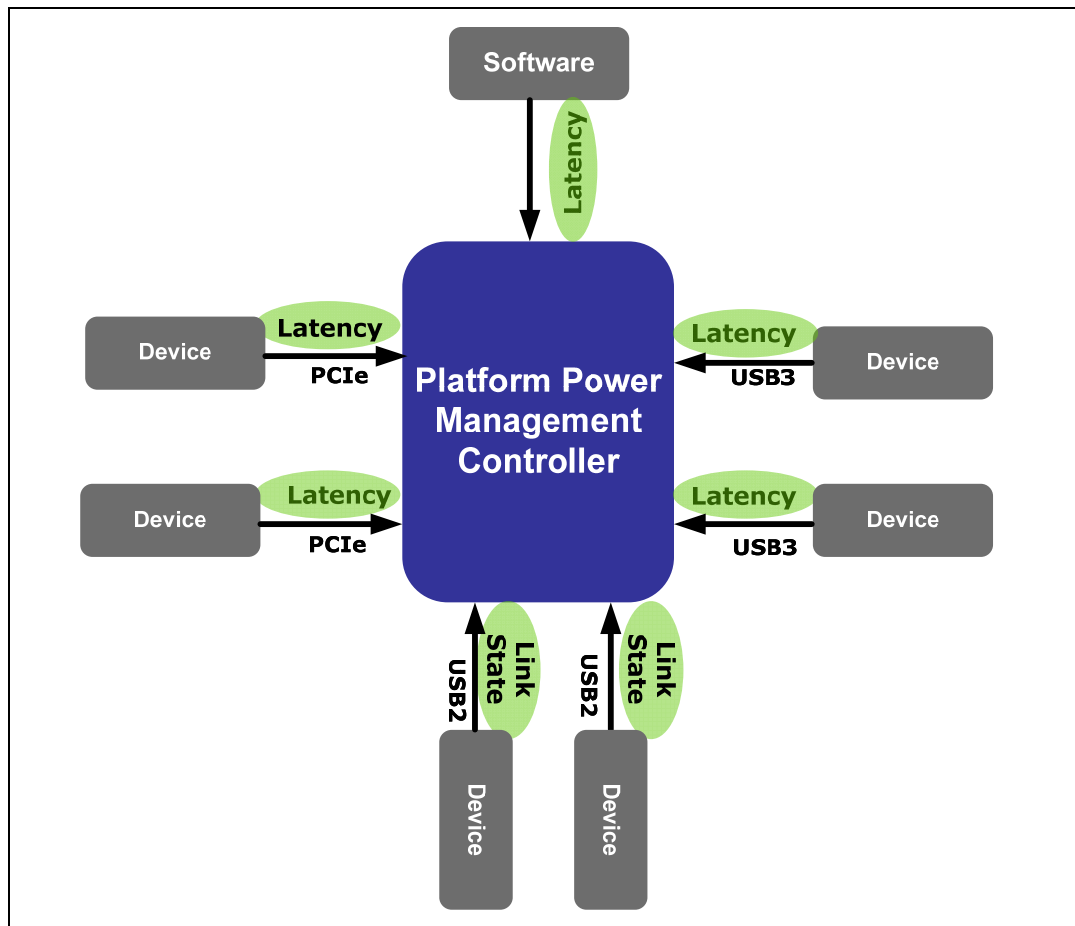 Software
Latency
Device
Latency
PCIe
Platform Power
Management
Controller
Latency
USB3
Device
Device
Latency
PCIe
Latency
USB3
Device
USB2
Link
State
USB2
Link
State
Device
Device